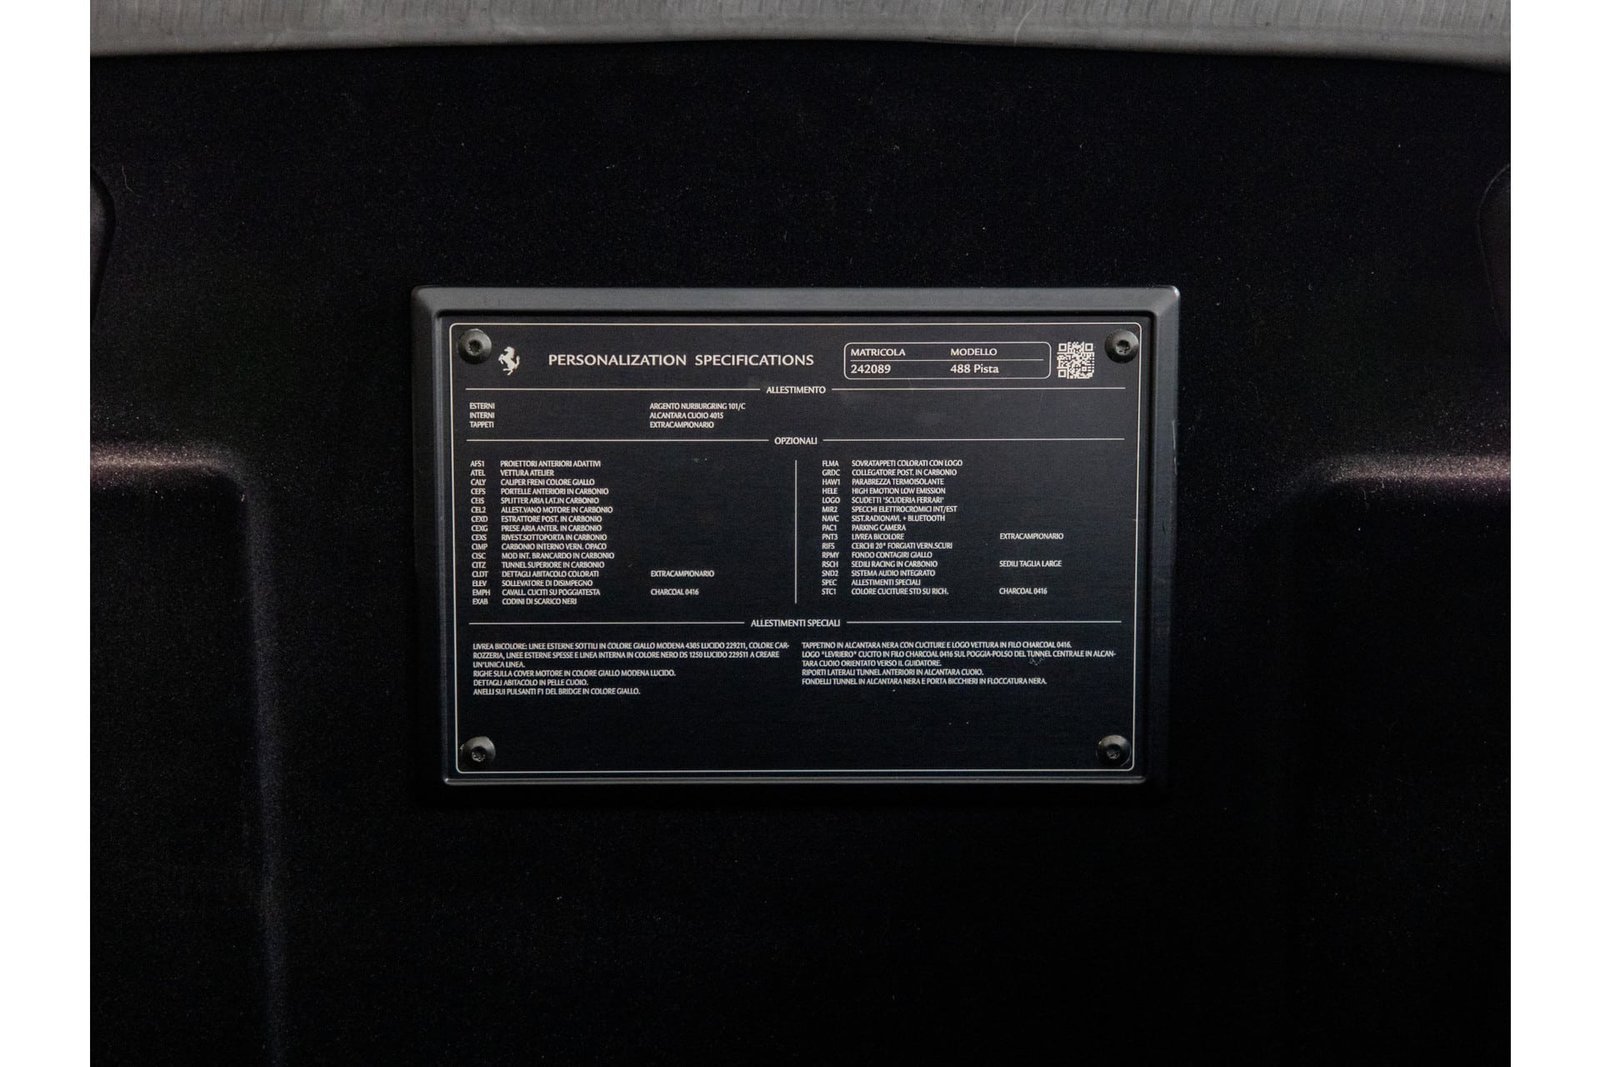 PERSONALIZATION SPECIFICATIONS
MATRICOLA MODELLO
242089 488 Pista
ALLESTIMENTO
ESTERNI ARGENTO NURBURGRING 101/C
INTERNI ALCANTARA CUOIO 4015
TAPPETI EXTRACAMPIONARIO
OPZIONALI
AFS1 PROIETTORI ANTERIORI ADATTIVI
ATEL VETTURA ATELIER
CALY CALIPER FRENI COLORE GIALLO
CEFS PORTELLE ANTERIORI IN CARBONIO
CEIS SPLITTER ARIA LAT.IN CARBONIO
CEL2 ALLEST.VANO MOTORE IN CARBONIO
CEXD ESTRATTORE POST. IN CARBONIO
CEXG PRESE ARIA ANTER. IN CARBONIO
CEXS RIVEST.SOTTOPORTA IN CARBONIO
CIMP CARBONIO INTERNO VERN. OPACO
CISC MOD INT. BRANCARDO IN CARBONIO
CITZ TUNNEL SUPERIORE IN CARBONIO
CLDT DETTAGLI ABITACOLO COLORATI EXTRACAMPIONARIO
ELEV SOLLEVATOR DI DISIMPEGNO
EMPH CAVALL. CUCITI SU POGGIATESTA CHARCOAL 0416
EXAB CODINI DI SCARICO NERI
FLMA SOVRATAPPETI COLORATI CON LOGO
GRDC COLLEGATORE POST. IN CARBONIO
HAW1 PARABREZZA TERMOISOLANTE
HELE HIGH EMOTION LOW EMISSION
LOGO SCUDETTI "SCUDERIA FERRARI"
MIR2 SPECCHI ELETTROCROMICI INT/EST
NAVC SIST.RADIONAVI. + BLUETOOTH
PAC1 PARKING CAMERA
PNT3 LIVREA BICOLORE EXTRACAMPIONARIO
RIF5 CERCHI 20" FORGIATI VERN.SCURI
RPMY FONDO CONTAGIRI GIALLO
RSCH SEDILI RACING IN CARBONIO SEDILI TAGLIA LARGE
SND2 SISTEMA AUDIO INTEGRATO
SPEC ALLESTIMENTI SPECIALI
STC1 COLORE CUCITURE STD SU RICH. CHARCOAL 0416
ALLESTIMENTI SPECIALI
LIVREA BICOLORE: LINEE ESTERNE SOTTILI IN COLORE GIALLO MODENA 4305 LUCIDO 229211, COLORE CAR-
ROZZERIA, LINEE ESTERNE SPESSE E LINEA INTERNA IN COLORE NERO DS 1250 LUCIDO 229511 A CREARE
UN'UNICA LINEA.
RIGHE SULLA COVER MOTORE IN COLORE GIALLO MODENA LUCIDO.
DETTAGLI ABITACOLO IN PELLE CUOIO.
ANELLI SUI PULSANTI F1 DEL BRIDGE IN COLORE GIALLO.
TAPPETINO IN ALCANTARA NERA CON CUCITURE E LOGO VETTURA IN FILO CHARCOAL 0416.
LOGO "LEVRIERO" CUCITO IN FILO CHARCOAL 0416 SUL POGGIA-POLSO DEL TUNNEL CENTRALE IN ALCAN-
TARA CUOIO ORIENTATO VERSO IL GUIDATORE.
RIPORTI LATERALI TUNNEL ANTERIORI IN ALCANTARA CUOIO.
FONDELLI TUNNEL IN ALCANTARA NERA E PORTA BICCHIERI IN FLOCCATURA NERA.